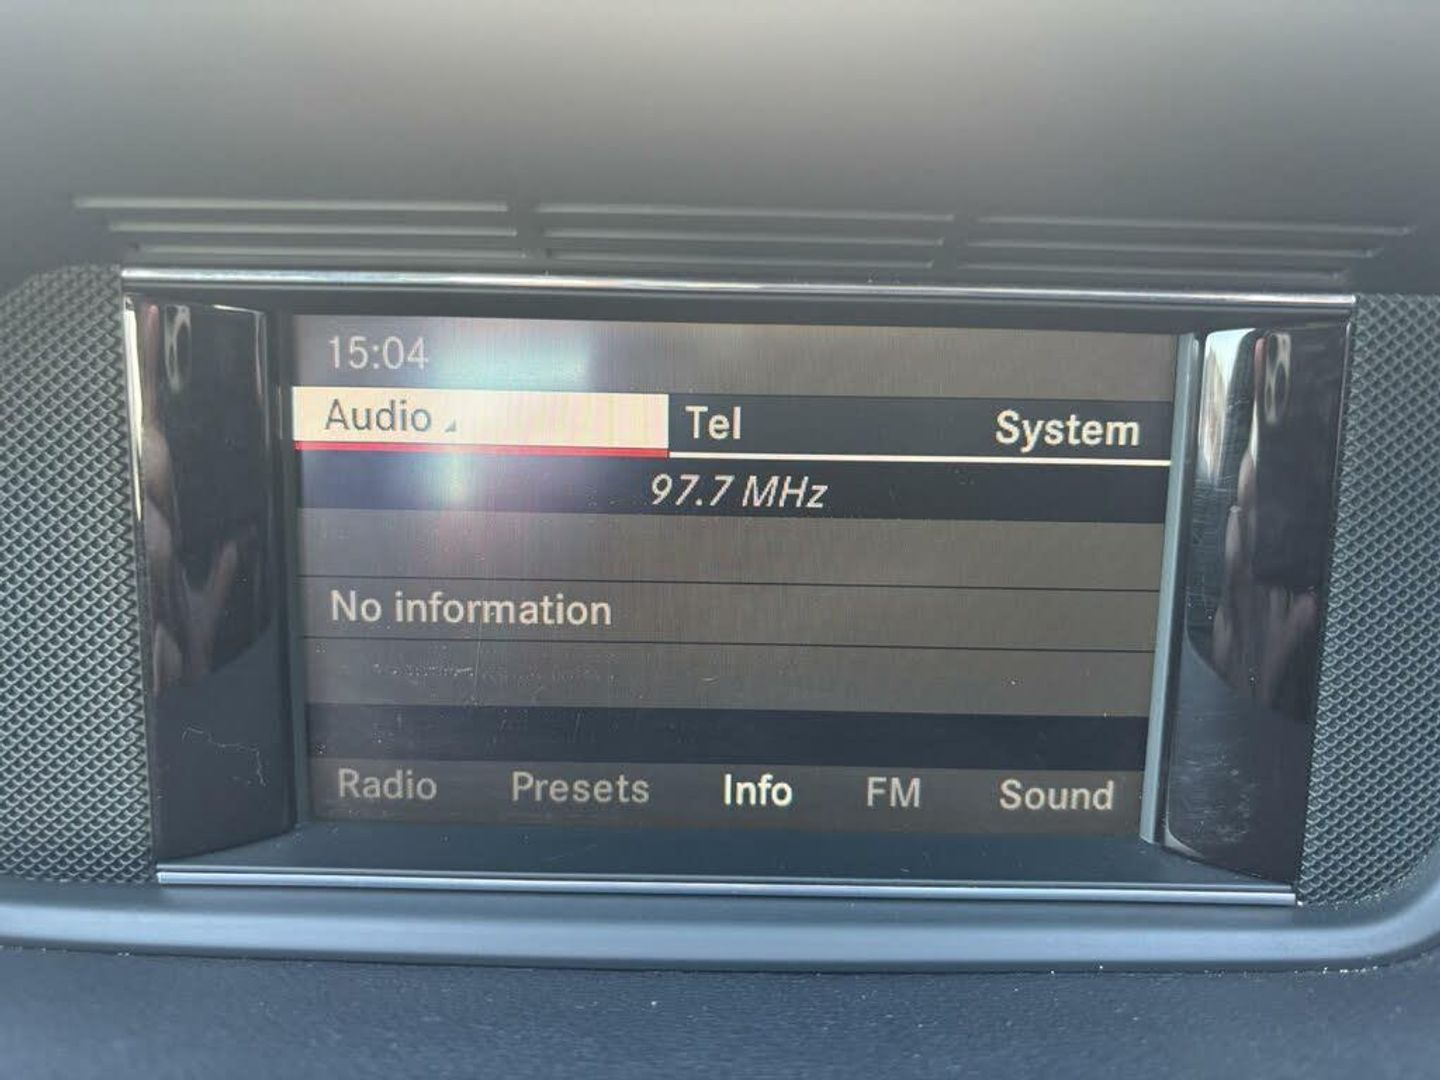 15:04
Audio Tel System
97.7 MHz
No information
Radio Presets Info FM Sound